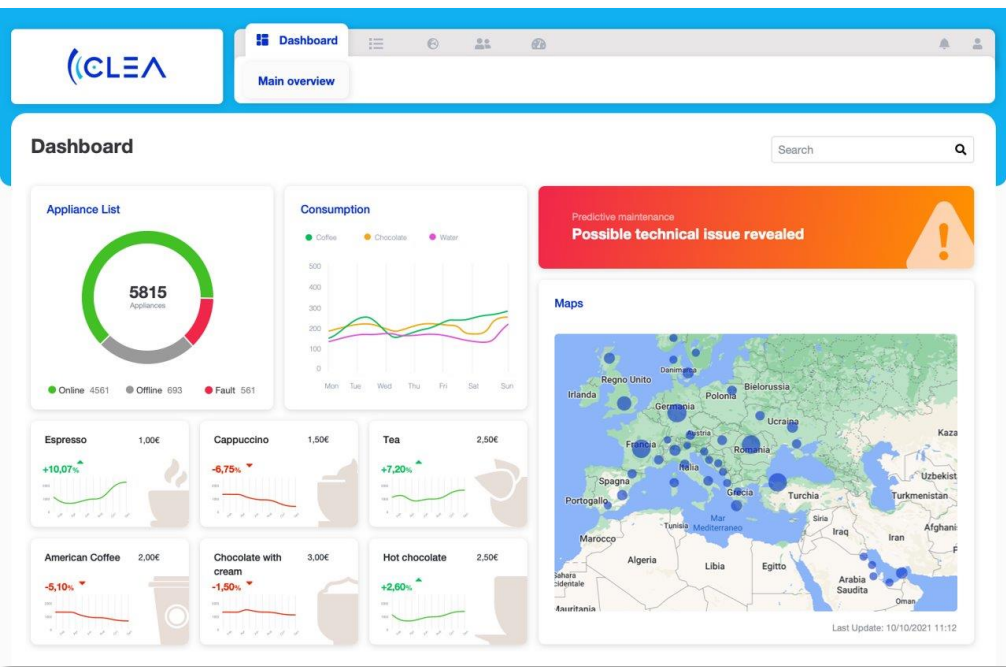 CLEA
Dashboard
Main overview
Dashboard
Search
Appliance List
5815
Appliances
Online 4561
Offline 693
Fault 561
Consumption
Coffee
Chocolate
Water
500
400
300
200
100
0
Mon Tue Wed Thu Fri Sat Sun
Predictive maintenance
Possible technical issue revealed
Maps
Regno Unito
Danimarca
Irlanda
Bielorussia
Polonia
Germania
Ucraina
Austria
Francia
Romania
Kaza
Italia
Spagna
Uzbekist
Portogallo
Grecia
Turchia
Turkmenistan
Mar
Mediterraneo
Tunisia
Siria
Marocco
Iraq
Iran
Afghani
Algeria
Libia
Egitto
Sahara
cidentale
Arabia
Saudita
Oman
Mauritania
Last Update: 10/10/2021 11:12
Espresso 1,00€
+10,07%
Cappuccino 1,50€
-6,75%
Tea 2,50€
+7,20%
American Coffee 2,00€
-5,10%
Chocolate with
cream 3,00€
-1,50%
Hot chocolate 2,50€
+2,60%